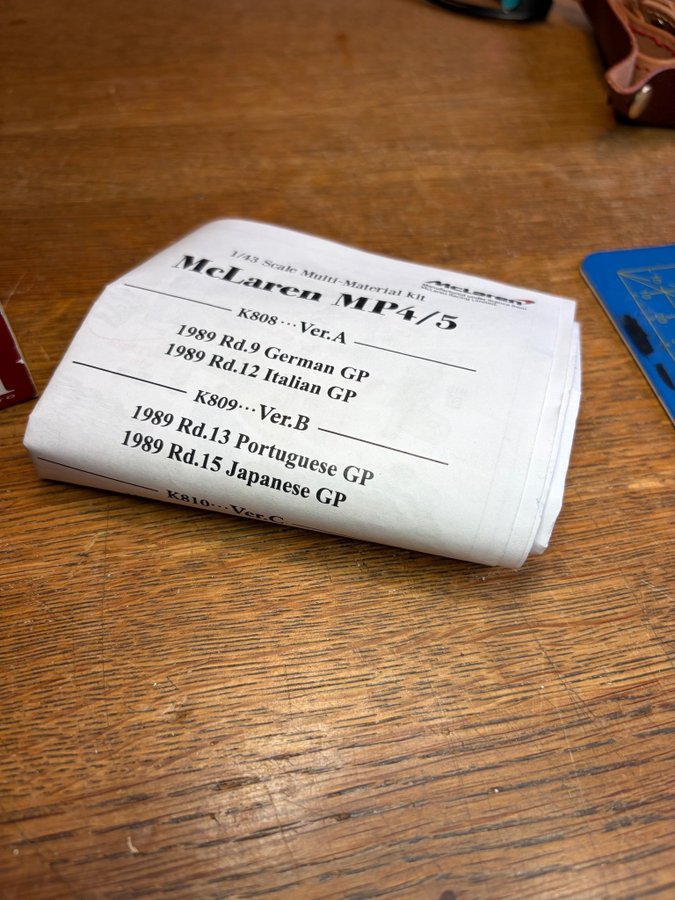 1/43 Scale Multi-Material Kit
McLaren MP4/5
McLaren
K808···Ver.A
1989 Rd.9 German GP
1989 Rd.12 Italian GP
K809···Ver.B
1989 Rd.13 Portuguese GP
1989 Rd.15 Japanese GP
K810···Ver.C